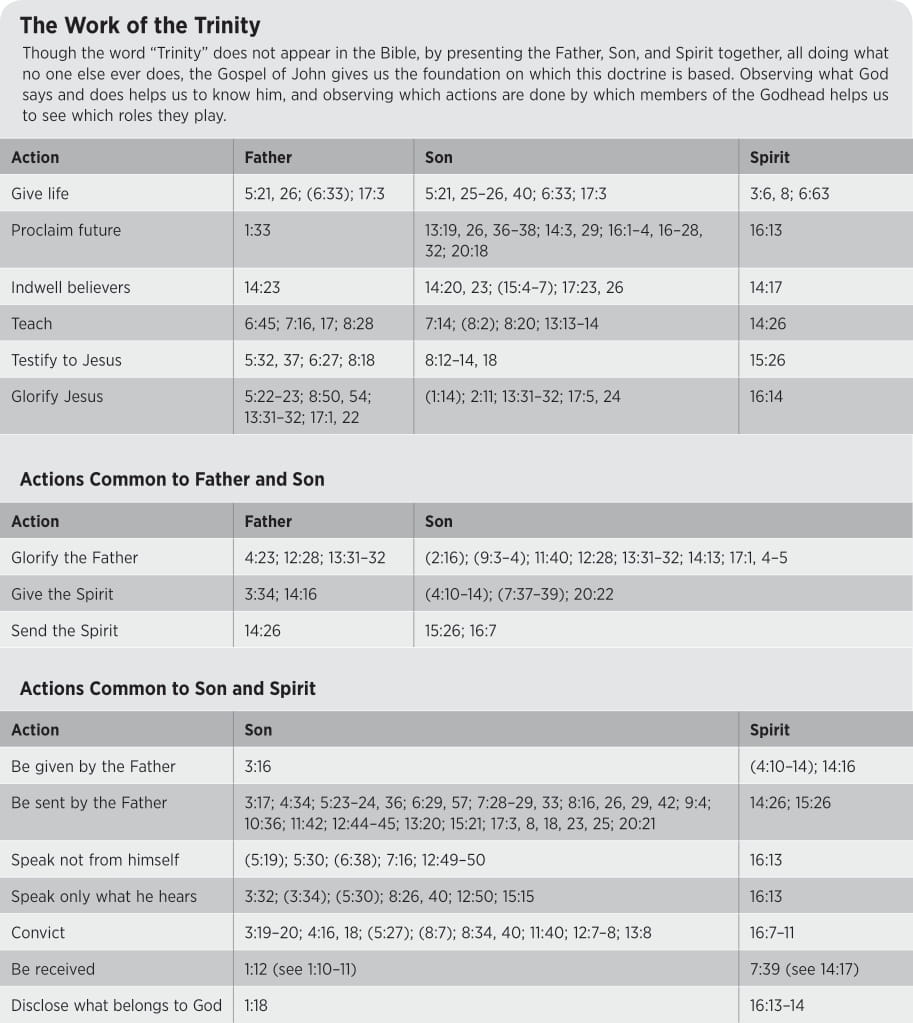 The Work of the Trinity
Though the word “Trinity” does not appear in the Bible, by presenting the Father, Son, and Spirit together, all doing what
no one else ever does, the Gospel of John gives us the foundation on which this doctrine is based. Observing what God
says and does helps us to know him, and observing which actions are done by which members of the Godhead helps us
to see which roles they play.
Action Father Son Spirit
Give life 5:21, 26; (6:33); 17:3 5:21, 25–26, 40; 6:33; 17:3 3:6, 8; 6:63
Proclaim future 1:33 13:19, 26, 36–38; 14:3, 29; 16:1–4, 16–28, 16:13
32; 20:18
Indwell believers 14:23 14:20, 23; (15:4–7); 17:23, 26 14:17
Teach 6:45; 7:16, 17; 8:28 7:14; (8:2); 8:20; 13:13–14 14:26
Testify to Jesus 5:32, 37; 6:27; 8:18 8:12–14, 18 15:26
Glorify Jesus 5:22–23; 8:50, 54; (1:14); 2:11; 13:31–32; 17:5, 24 16:14
13:31–32; 17:1, 22
Actions Common to Father and Son
Action Father Son
Glorify the Father 4:23; 12:28; 13:31–32 (2:16); (9:3–4); 11:40; 12:28; 13:31–32; 14:13; 17:1, 4–5
Give the Spirit 3:34; 14:16 (4:10–14); (7:37–39); 20:22
Send the Spirit 14:26 15:26; 16:7
Actions Common to Son and Spirit
Action Son Spirit
Be given by the Father 3:16 (4:10–14); 14:16
Be sent by the Father 3:17; 4:34; 5:23–24, 36; 6:29, 57; 7:28–29, 33; 8:16, 26, 29, 42; 9:4; 14:26; 15:26
10:36; 11:42; 12:44–45; 13:20; 15:21; 17:3, 8, 18, 23, 25; 20:21
Speak not from himself (5:19); 5:30; (6:38); 7:16; 12:49–50 16:13
Speak only what he hears 3:32; (3:34); (5:30); 8:26, 40; 12:50; 15:15 16:13
Convict 3:19–20; 4:16, 18; (5:27); (8:7); 8:34, 40; 11:40; 12:7–8; 13:8 16:7–11
Be received 1:12 (see 1:10–11) 7:39 (see 14:17)
Disclose what belongs to God 1:18 16:13–14